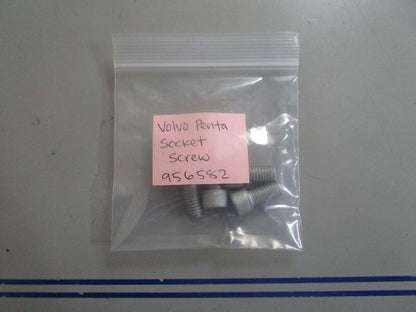 Volvo Penta
Socket
Screw
956582